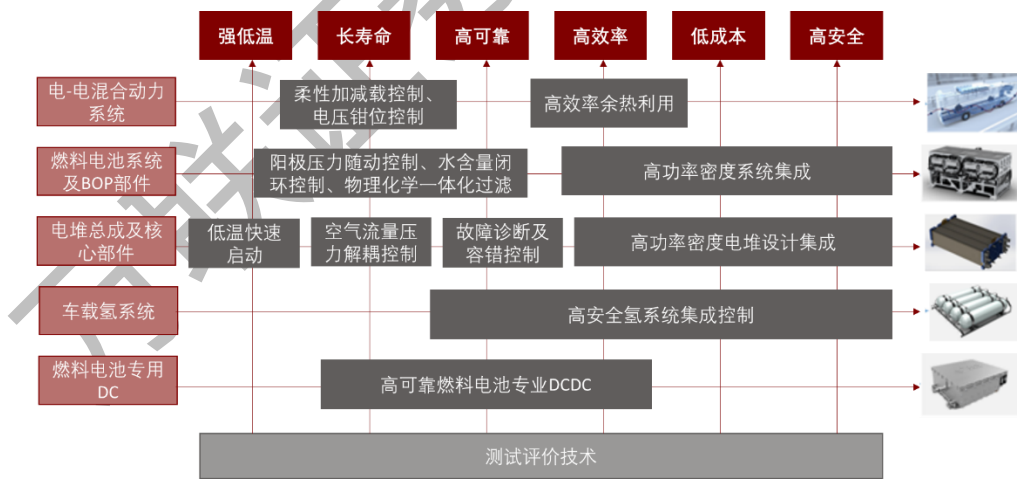 强低温
长寿命
高可靠
高效率
低成本
高安全
电-电混合动力
系统
柔性加减载控制、
电压钳位控制
高效率余热利用
燃料电池系统
及BOP部件
阳极压力随动控制、水含量闭
环控制、物理化学一体化过滤
高功率密度系统集成
电堆总成及核
心部件
低温快速
启动
空气流量压
力解耦控制
故障诊断及
容错控制
高功率密度电堆设计集成
车载氢系统
高安全氢系统集成控制
燃料电池专用
DC
高可靠燃料电池专业DCDC
测试评价技术
万联证券